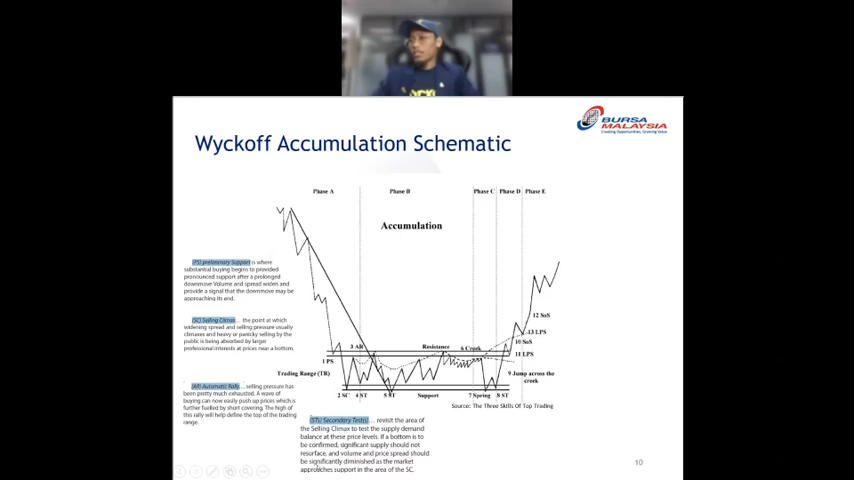 BURSA
MALAYSIA
Creating Opportunities, Growing Value
Wyckoff Accumulation Schematic
Phase A
Phase B
Phase C
Phase D
Phase E
Accumulation
(PS) preliminary Support is where
substantial buying begins to provided
pronounced support after a prolonged
downmove Volume and spread widen and
provide a signal that the downmove may be
approaching its end.
(SC) Selling Climax... the point at which
widening spread and selling pressure usually
climaxes and heavy or panicky selling by the
public is being absorbed by larger
professional interests at prices near a bottom.
(AR) Automatic Rally... selling pressure has
been pretty much exhausted. A wave of
buying can now easily push up prices which is
further fuelled by short covering. The high of
this rally will help define the top of the trading
range.
12 SoS
13 LPS
10 SoS
11 LPS
3 AR
Resistance
6 Creek
1 PS
Trading Range (TR)
9 Jump across the
creek
2 SC
4 ST
5 ST
Support
7 Spring
8 ST
Source: The Three Skills Of Top Trading
(STs) Secondary Tests)... revisit the area of
the Selling Climax to test the supply demand
balance at these price levels. If a bottom is to
be confirmed, significant supply should not
resurface, and volume and price spread should
be significantly diminished as the market
approaches support in the area of the SC.
10